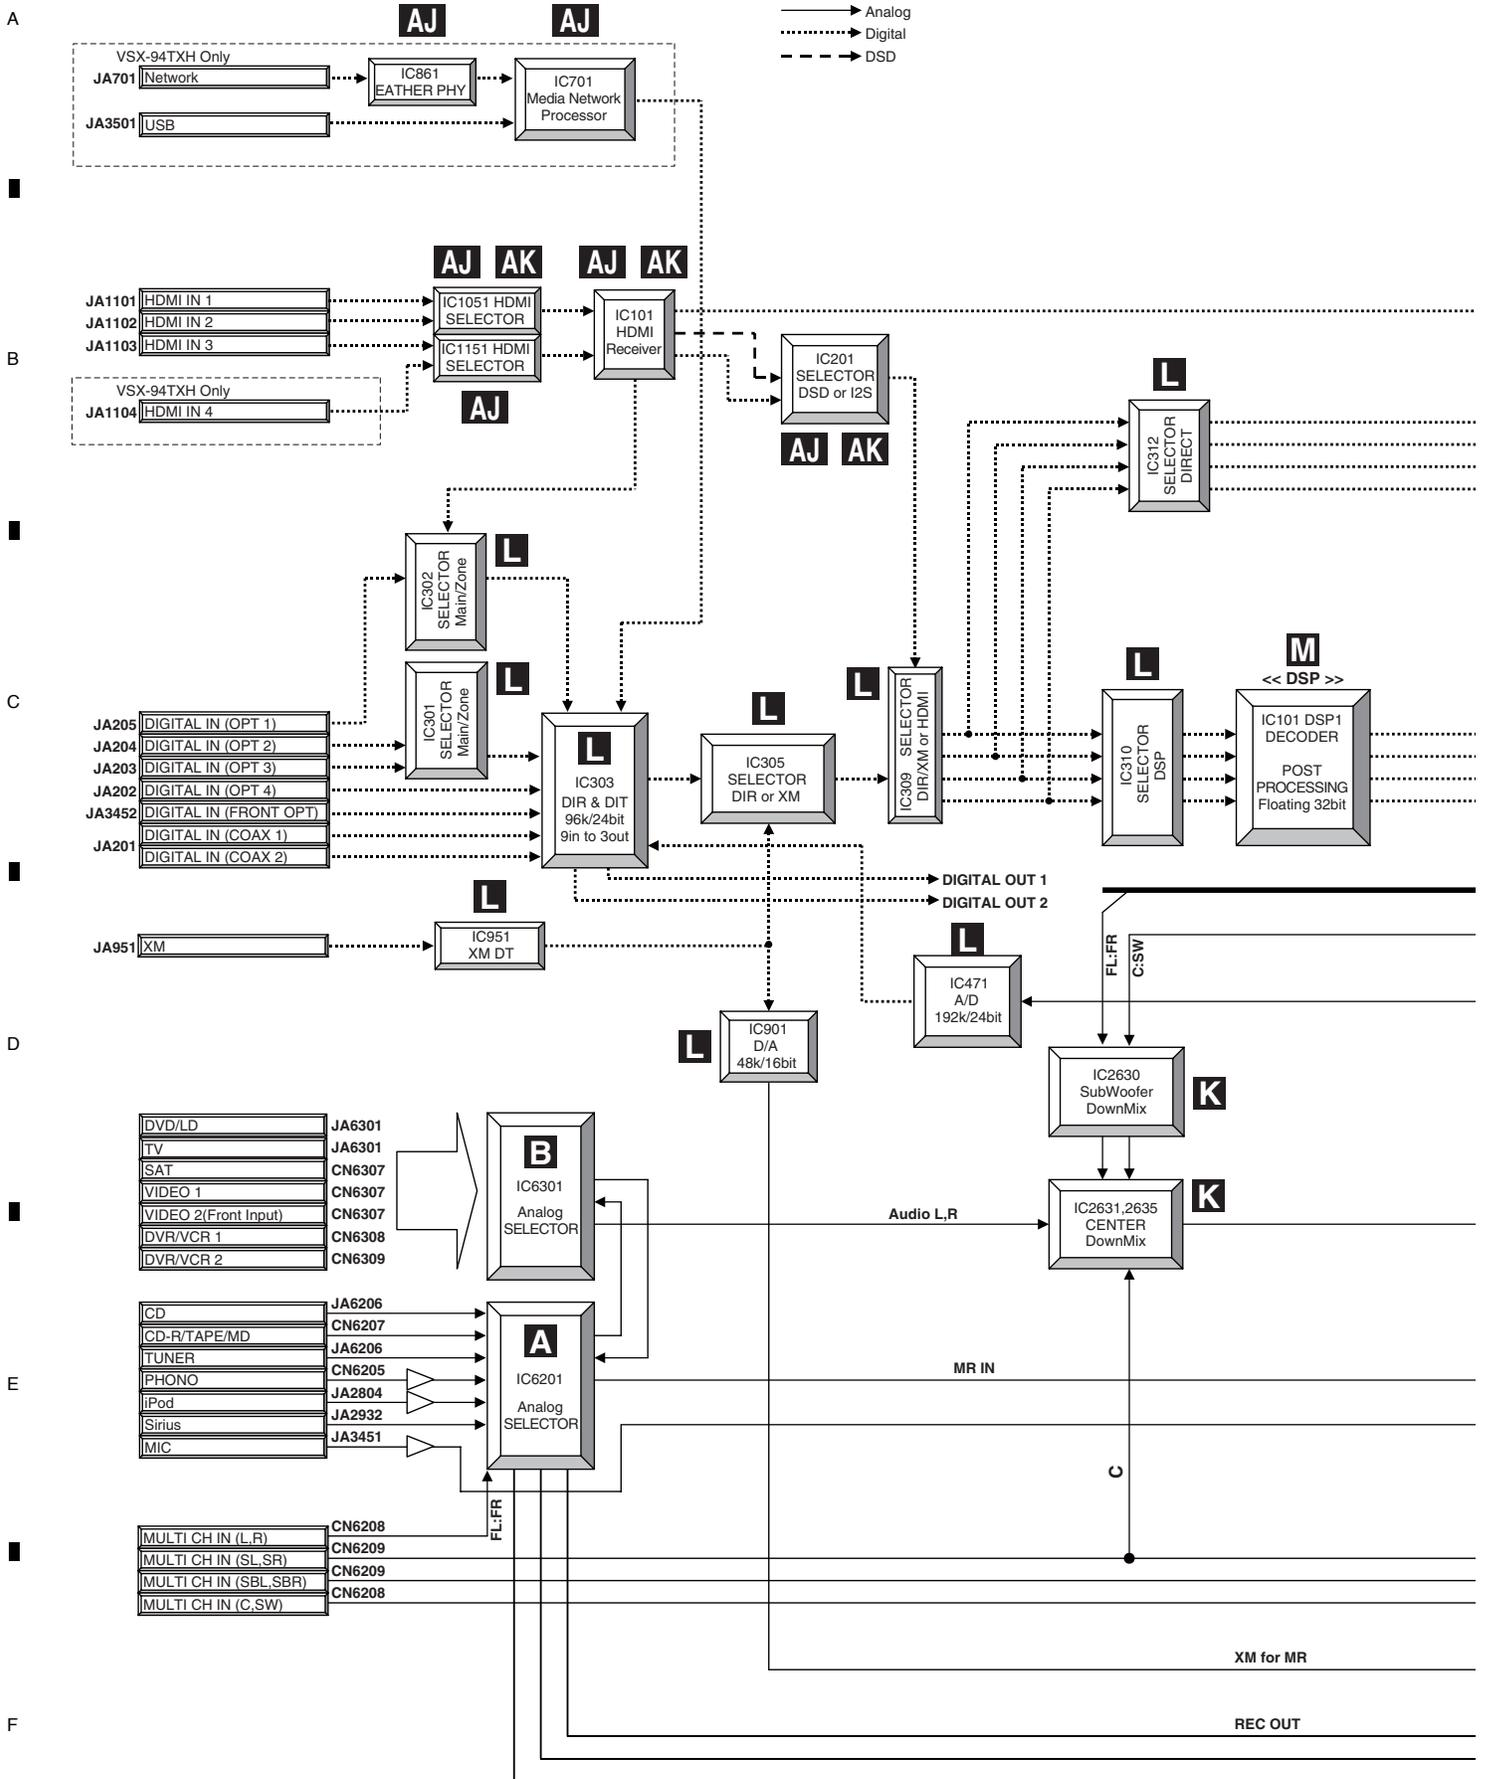 A
AJ
AJ
Analog
Digital
DSD
VSX-94TXH Only
JA701
Network
IC861
EATHER PHY
IC701
Media Network
Processor
JA3501
USB
AJ
AK
AJ
AK
JA1101
HDMI IN 1
JA1102
HDMI IN 2
JA1103
HDMI IN 3
IC1051 HDMI
SELECTOR
IC1151 HDMI
SELECTOR
IC101
HDMI
Receiver
B
VSX-94TXH Only
JA1104
HDMI IN 4
AJ
IC201
SELECTOR
DSD or I2S
AJ
AK
L
IC312
SELECTOR
DIRECT
IC302
SELECTOR
Main/Zone
L
IC301
SELECTOR
Main/Zone
L
C
JA205
DIGITAL IN (OPT 1)
JA204
DIGITAL IN (OPT 2)
JA203
DIGITAL IN (OPT 3)
JA202
DIGITAL IN (OPT 4)
JA3452
DIGITAL IN (FRONT OPT)
JA201
DIGITAL IN (COAX 1)
DIGITAL IN (COAX 2)
L
IC303
DIR & DIT
96k/24bit
9in to 3out
L
IC305
SELECTOR
DIR or XM
L
IC309 SELECTOR
DIR/XM or HDMI
L
IC310
SELECTOR
DSP
M
<< DSP >>
IC101 DSP1
DECODER
POST
PROCESSING
Floating 32bit
DIGITAL OUT 1
DIGITAL OUT 2
L
JA951
XM
IC951
XM DT
L
IC471
A/D
192k/24bit
FL:FR
C:SW
D
L
IC901
D/A
48k/16bit
IC2630
SubWoofer
DownMix
K
DVD/LD
JA6301
TV
JA6301
SAT
CN6307
VIDEO 1
CN6307
VIDEO 2(Front Input)
CN6307
DVR/VCR 1
CN6308
DVR/VCR 2
CN6309
B
IC6301
Analog
SELECTOR
Audio L,R
IC2631,2635
CENTER
DownMix
K
E
CD
JA6206
CD-R/TAPE/MD
CN6207
TUNER
JA6206
PHONO
CN6205
iPod
JA2804
Sirius
JA2932
MIC
JA3451
A
IC6201
Analog
SELECTOR
MR IN
C
FL:FR
MULTI CH IN (L,R)
CN6208
MULTI CH IN (SL,SR)
CN6209
MULTI CH IN (SBL,SBR)
CN6209
MULTI CH IN (C,SW)
CN6208
XM for MR
F
REC OUT